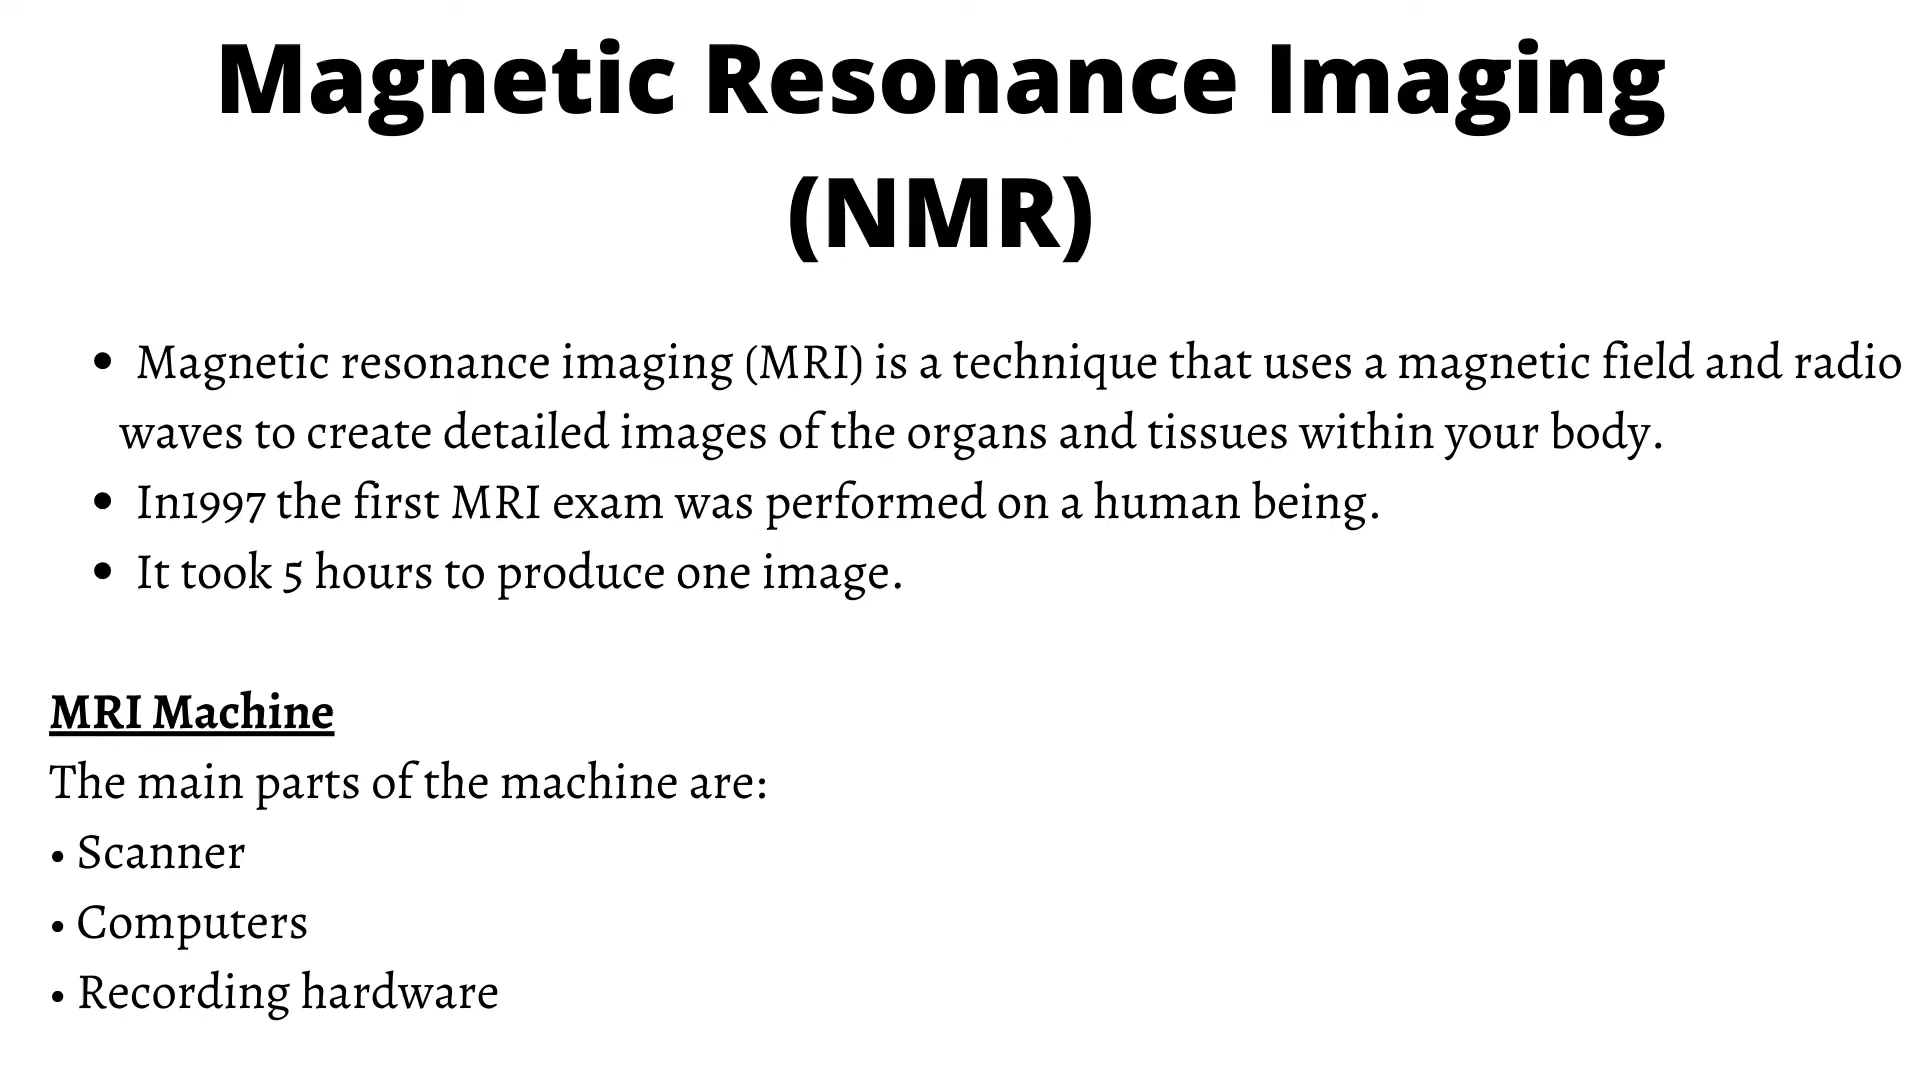 Magnetic Resonance Imaging
(NMR)
• Magnetic resonance imaging (MRI) is a technique that uses a magnetic field and radio
waves to create detailed images of the organs and tissues within your body.
• In1997 the first MRI exam was performed on a human being.
• It took 5 hours to produce one image.
MRI Machine
The main parts of the machine are:
• Scanner
• Computers
• Recording hardware